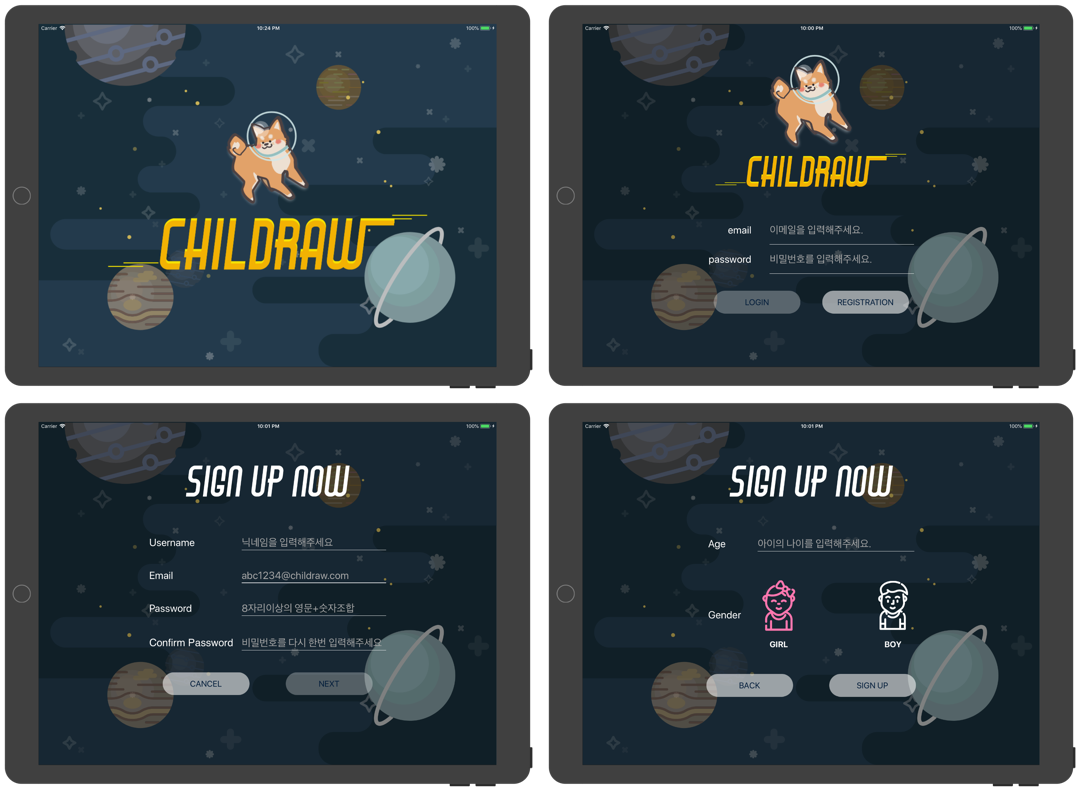 Carrier 10:24 PM 100%
CHILDRAW
Carrier 10:00 PM 100%
CHILDRAW
email 이메일을 입력해주세요.
password 비밀번호를 입력해주세요.
LOGIN REGISTRATION
Carrier 10:01 PM 100%
SIGN UP NOW
Username 닉네임을 입력해주세요
Email abc1234@childraw.com
Password 8자리이상의 영문+숫자조합
Confirm Password 비밀번호를 다시 한번 입력해주세요
CANCEL NEXT
Carrier 10:01 PM 100%
SIGN UP NOW
Age 아이의 나이를 입력해주세요.
Gender
GIRL BOY
BACK SIGN UP